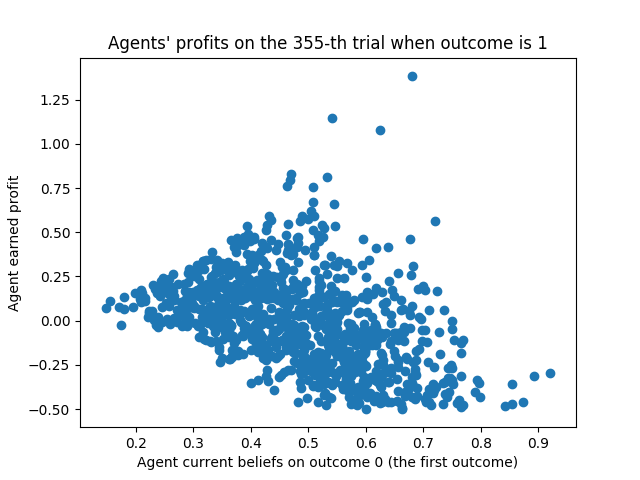 Agents' profits on the 355-th trial when outcome is 1
1.25
1.00
0.75
0.50
0.25
0.00
−0.25
−0.50
Agent earned profit
0.2 0.3 0.4 0.5 0.6 0.7 0.8 0.9
Agent current beliefs on outcome 0 (the first outcome)